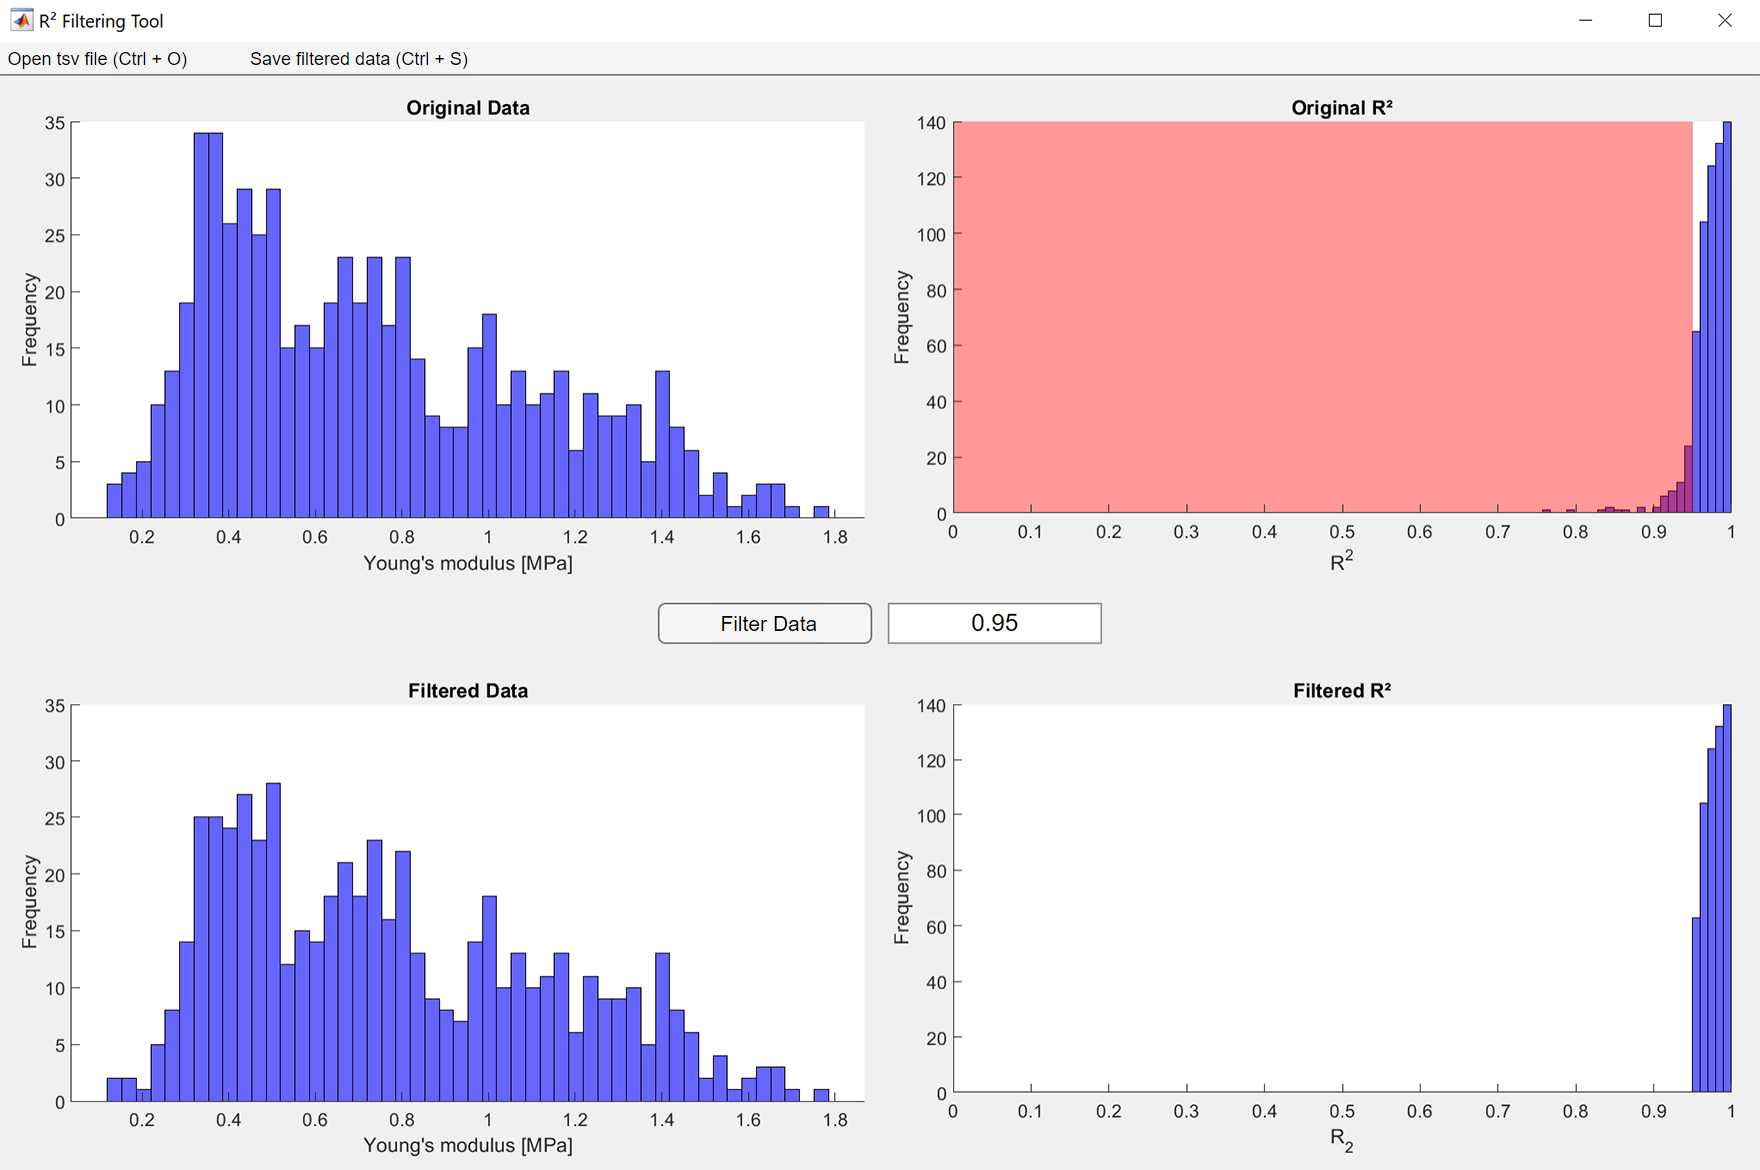 R² Filtering Tool
Open tsv file (Ctrl + O) Save filtered data (Ctrl + S)
Original Data
35
30
25
20
15
10
5
0
Frequency
0.2 0.4 0.6 0.8 1 1.2 1.4 1.6 1.8
Young's modulus [MPa]
Original R²
140
120
100
80
60
40
20
0
Frequency
0 0.1 0.2 0.3 0.4 0.5 0.6 0.7 0.8 0.9 1
R²
Filter Data 0.95
Filtered Data
35
30
25
20
15
10
5
0
Frequency
0.2 0.4 0.6 0.8 1 1.2 1.4 1.6 1.8
Young's modulus [MPa]
Filtered R²
140
120
100
80
60
40
20
0
Frequency
0 0.1 0.2 0.3 0.4 0.5 0.6 0.7 0.8 0.9 1
R₂